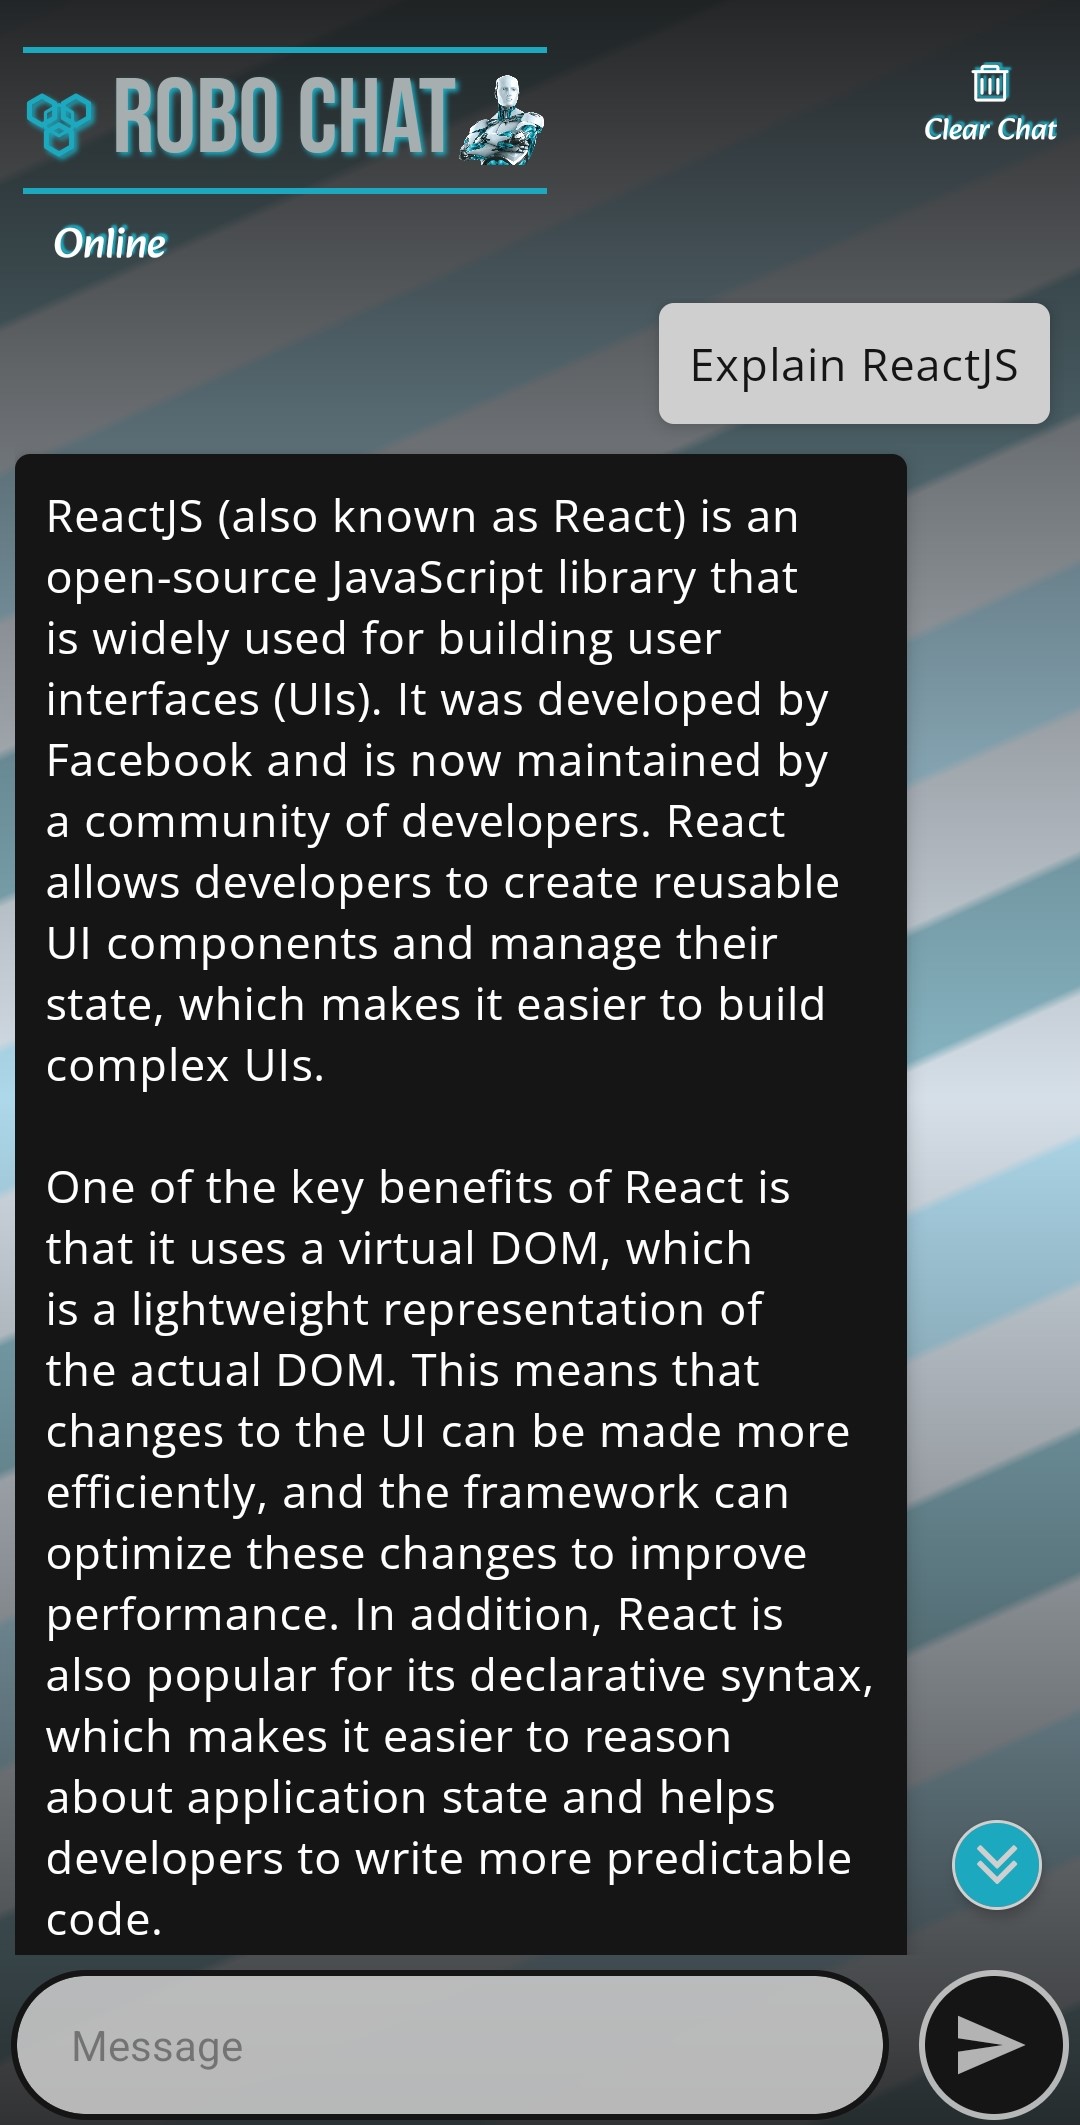 ROBO CHAT
Clear Chat
Online
Explain ReactJS
ReactJS (also known as React) is an
open-source JavaScript library that
is widely used for building user
interfaces (UIs). It was developed by
Facebook and is now maintained by
a community of developers. React
allows developers to create reusable
UI components and manage their
state, which makes it easier to build
complex UIs.
One of the key benefits of React is
that it uses a virtual DOM, which
is a lightweight representation of
the actual DOM. This means that
changes to the UI can be made more
efficiently, and the framework can
optimize these changes to improve
performance. In addition, React is
also popular for its declarative syntax,
which makes it easier to reason
about application state and helps
developers to write more predictable
code.
Message